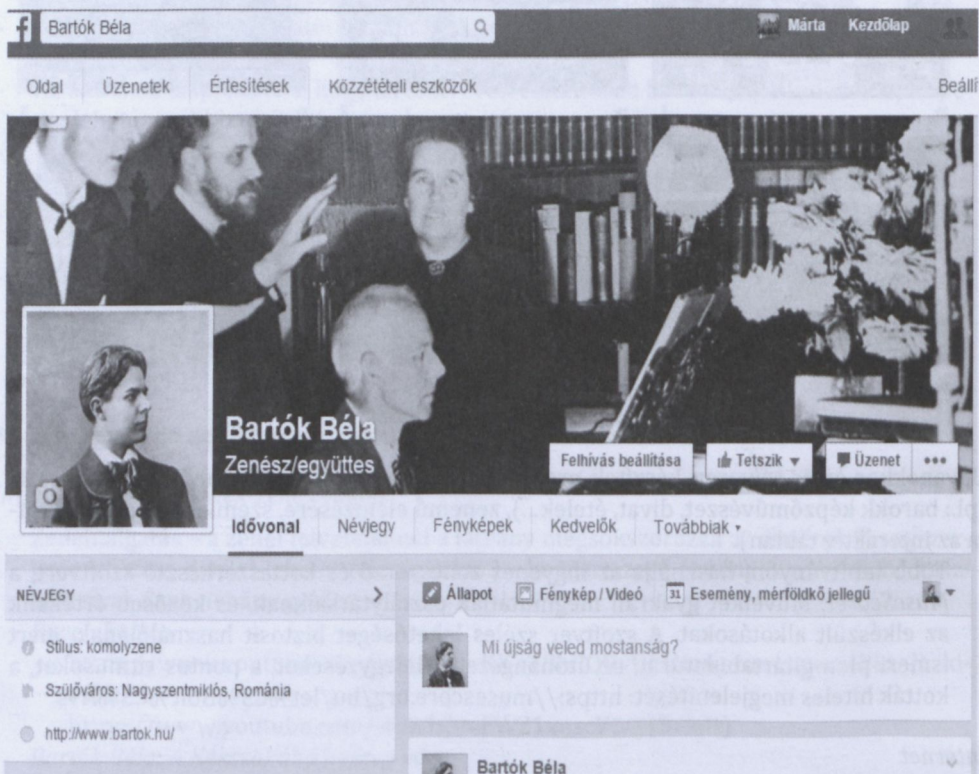 f Bartók Béla Márta Kezdőlap
Oldal Üzenetek Értesítések Közzétételi eszközök Beállí
Bartók Béla
Zenész/együttes
Felhívás beállítása Tetszik Üzenet •••
Idővonal Névjegy Fényképek Kedvelők Továbbiak
NÉVJEGY
Stílus: komolyzene
Szülőváros: Nagyszentmiklós, Románia
http://www.bartok.hu/
Állapot Fénykép / Videó 31 Esemény, mérföldkő jellegű
Mi újság veled mostanság?
Bartók Béla